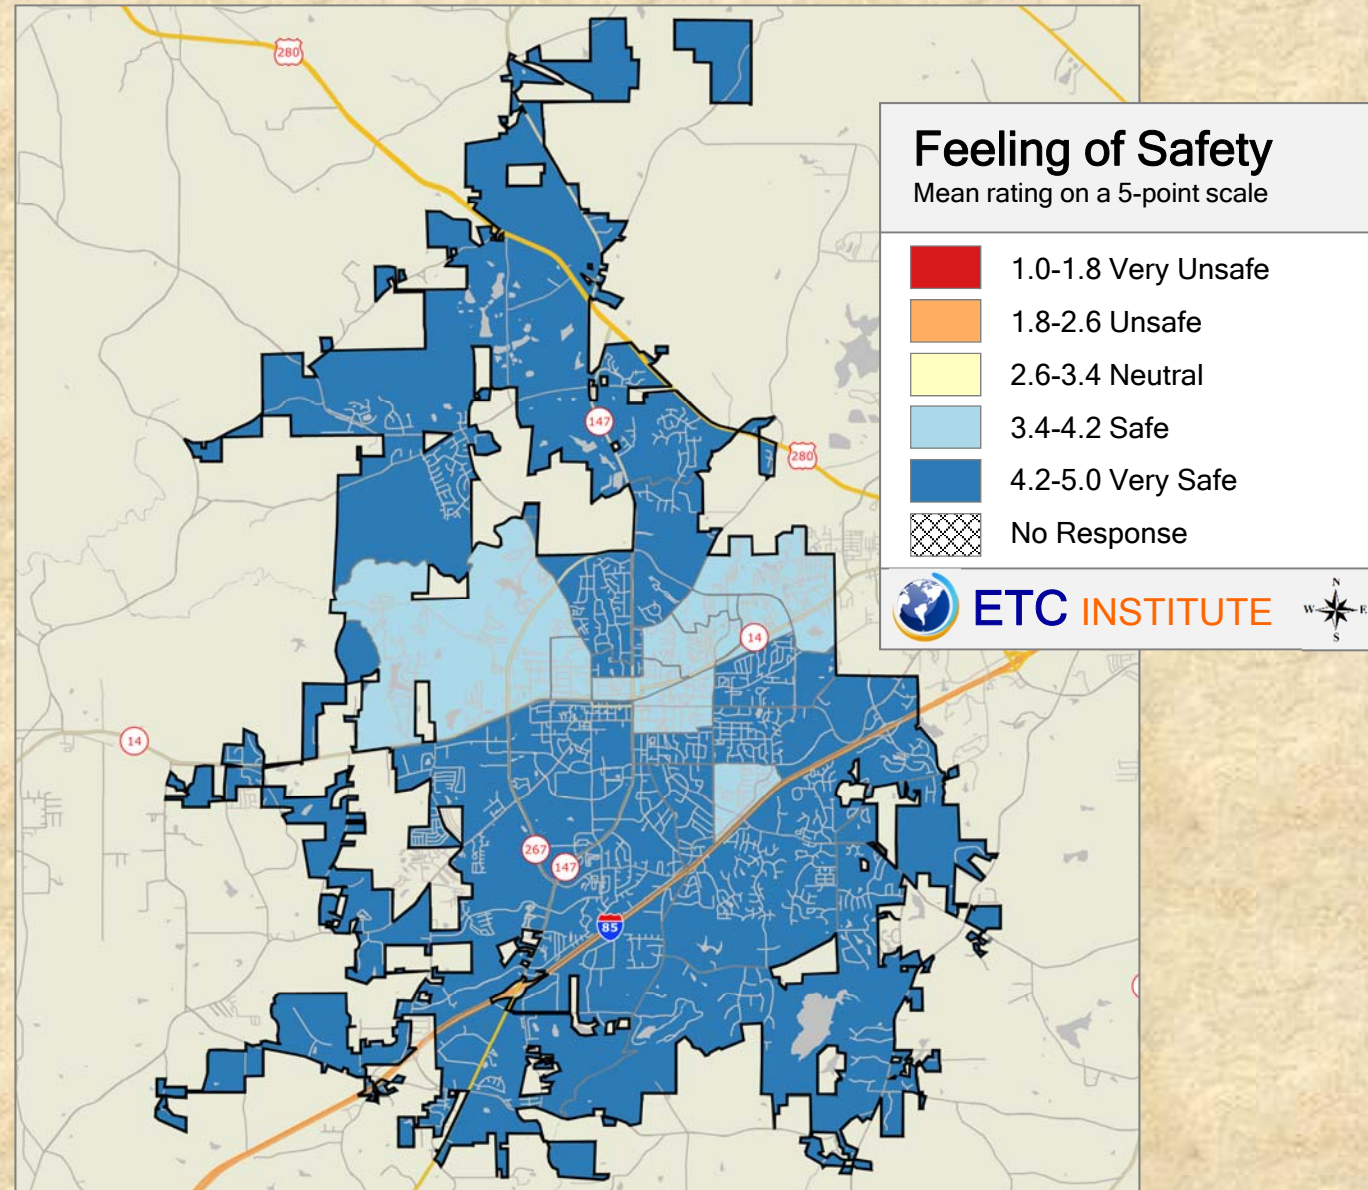 280
Feeling of Safety
Mean rating on a 5-point scale
1.0-1.8 Very Unsafe
1.8-2.6 Unsafe
2.6-3.4 Neutral
147
3.4-4.2 Safe
280
4.2-5.0 Very Safe
No Response
ETC INSTITUTE
N
W E
S
14
14
267
147
85